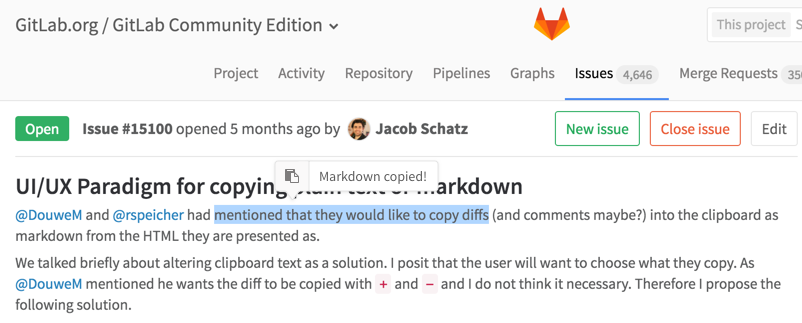 GitLab.org / GitLab Community Edition
This project
Project Activity Repository Pipelines Graphs Issues 4,646 Merge Requests
Open Issue #15100 opened 5 months ago by Jacob Schatz New issue Close issue Edit
Markdown copied!
UI/UX Paradigm for copying plain text or markdown
@DouweM and @rspeicher had mentioned that they would like to copy diffs (and comments maybe?) into the clipboard as
markdown from the HTML they are presented as.
We talked briefly about altering clipboard text as a solution. I posit that the user will want to choose what they copy. As
@DouweM mentioned he wants the diff to be copied with + and - and I do not think it necessary. Therefore I propose the
following solution.